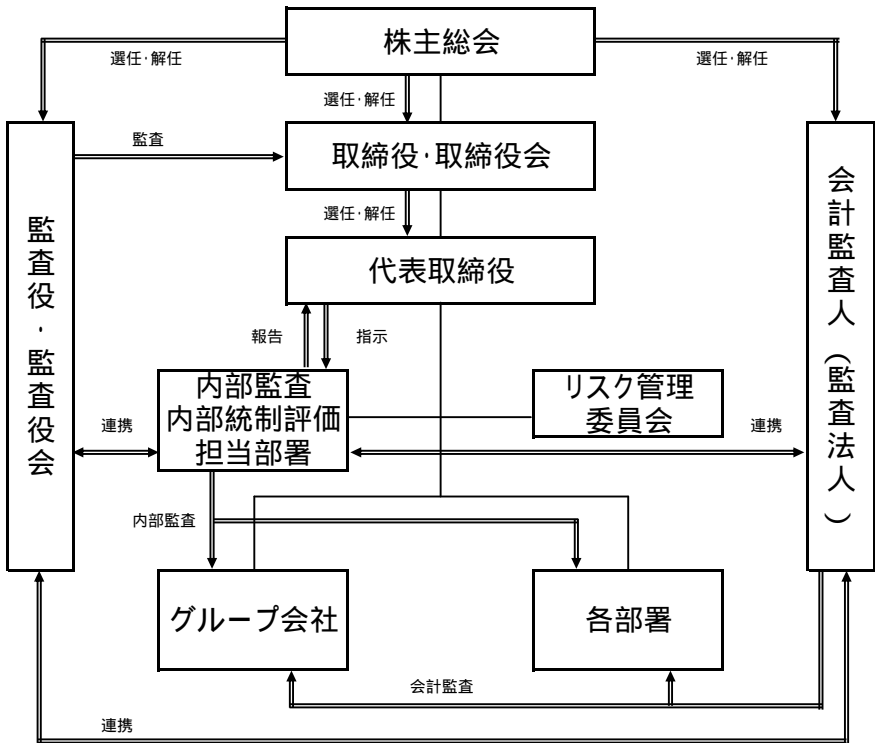 株主総会
選任・解任
選任・解任
選任・解任
監査
取締役・取締役会
選任・解任
代表取締役
監査役・監査役会
会計監査人（監査法人）
報告
指示
内部監査
内部統制評価
担当部署
リスク管理
委員会
連携
連携
内部監査
グループ会社
各部署
会計監査
連携